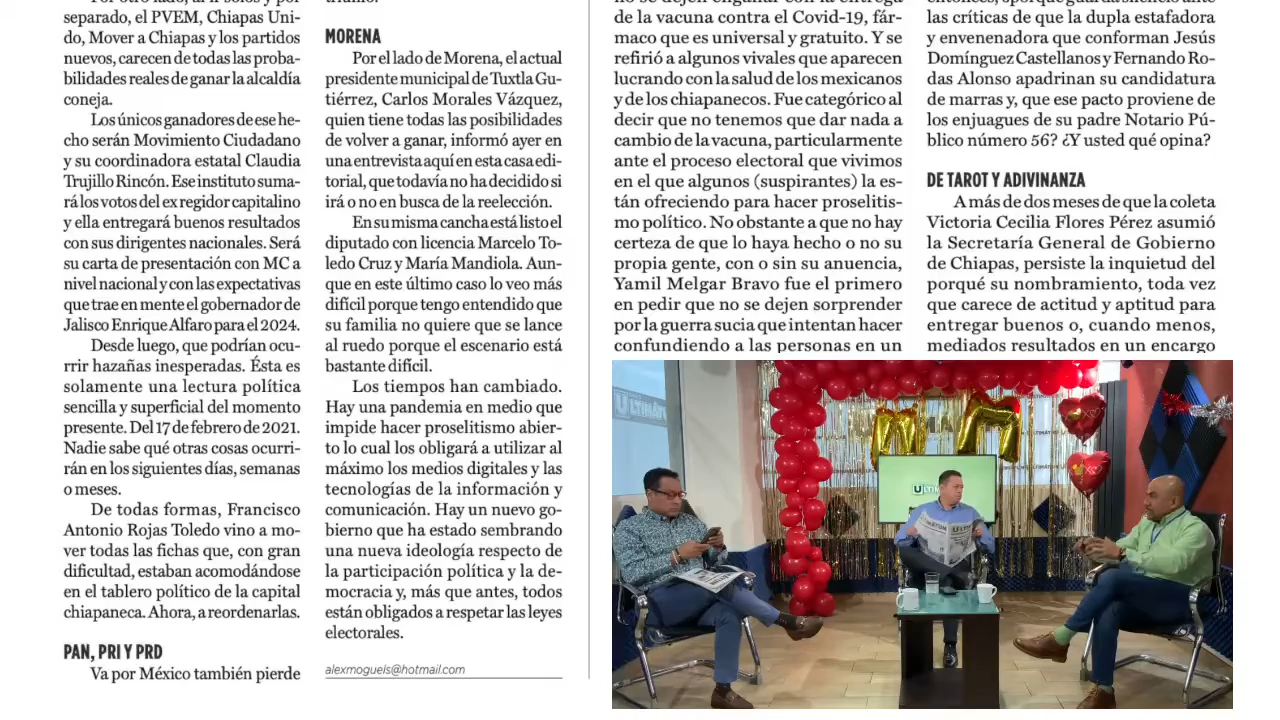 separado, el PVEM, Chiapas Uni-
do, Mover a Chiapas y los partidos
nuevos, carecen de todas las proba-
bilidades reales de ganar la alcaldía
coneja.
Los únicos ganadores de ese he-
cho serán Movimiento Ciudadano
y su coordinadora estatal Claudia
Trujillo Rincón. Ese instituto suma-
rá los votos del ex regidor capitalino
y ella entregará buenos resultados
con sus dirigentes nacionales. Será
su carta de presentación con MC a
nivel nacional y con las expectativas
que trae en mente el gobernador de
Jalisco Enrique Alfaro para el 2024.
Desde luego, que podrían ocu-
rrir hazañas inesperadas. Ésta es
solamente una lectura política
sencilla y superficial del momento
presente. Del 17 de febrero de 2021.
Nadie sabe qué otras cosas ocurri-
rán en los siguientes días, semanas
o meses.
De todas formas, Francisco
Antonio Rojas Toledo vino a mo-
ver todas las fichas que, con gran
dificultad, estaban acomodándose
en el tablero político de la capital
chiapaneca. Ahora, a reordenarlas.
PAN, PRI Y PRD
Va por México también pierde
MORENA
Por el lado de Morena, el actual
presidente municipal de Tuxtla Gu-
tiérrez, Carlos Morales Vázquez,
quien tiene todas las posibilidades
de volver a ganar, informó ayer en
una entrevista aquí en esta casa edi-
torial, que todavía no ha decidido si
irá o no en busca de la reelección.
En su misma cancha está listo el
diputado con licencia Marcelo To-
ledo Cruz y María Mandiola. Aun-
que en este último caso lo veo más
difícil porque tengo entendido que
su familia no quiere que se lance
al ruedo porque el escenario está
bastante difícil.
Los tiempos han cambiado.
Hay una pandemia en medio que
impide hacer proselitismo abier-
to lo cual los obligará a utilizar al
máximo los medios digitales y las
tecnologías de la información y
comunicación. Hay un nuevo go-
bierno que ha estado sembrando
una nueva ideología respecto de
la participación política y la de-
mocracia y, más que antes, todos
están obligados a respetar las leyes
electorales.
alexmoguels@hotmail.com
de la vacuna contra el Covid-19, fár-
maco que es universal y gratuito. Y se
refirió a algunos vivales que aparecen
lucrando con la salud de los mexicanos
y de los chiapanecos. Fue categórico al
decir que no tenemos que dar nada a
cambio de la vacuna, particularmente
ante el proceso electoral que vivimos
en el que algunos (suspirantes) la es-
tán ofreciendo para hacer proselitis-
mo político. No obstante a que no hay
certeza de que lo haya hecho o no su
propia gente, con o sin su anuencia,
Yamil Melgar Bravo fue el primero
en pedir que no se dejen sorprender
por la guerra sucia que intentan hacer
confundiendo a las personas en un
las críticas de que la dupla estafadora
y envenenadora que conforman Jesús
Domínguez Castellanos y Fernando Ro-
das Alonso apadrinan su candidatura
de marras y, que ese pacto proviene de
los enjuagues de su padre Notario Pú-
blico número 56? ¿Y usted qué opina?
DE TAROT Y ADIVINANZA
A más de dos meses de que la coleta
Victoria Cecilia Flores Pérez asumió
la Secretaría General de Gobierno
de Chiapas, persiste la inquietud del
porqué su nombramiento, toda vez
que carece de actitud y aptitud para
entregar buenos o, cuando menos,
mediados resultados en un encargo
ULTIMÁTUM